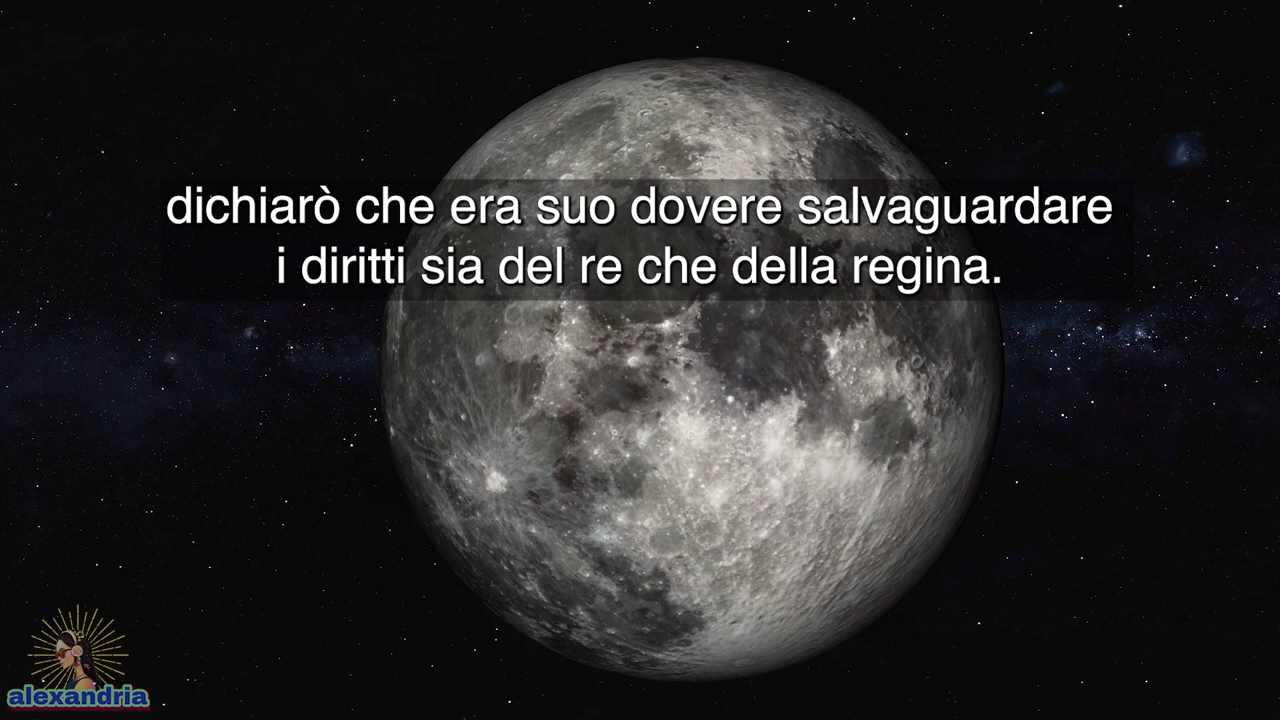 dichiarò che era suo dovere salvaguardare
i diritti sia del re che della regina.
alexandria